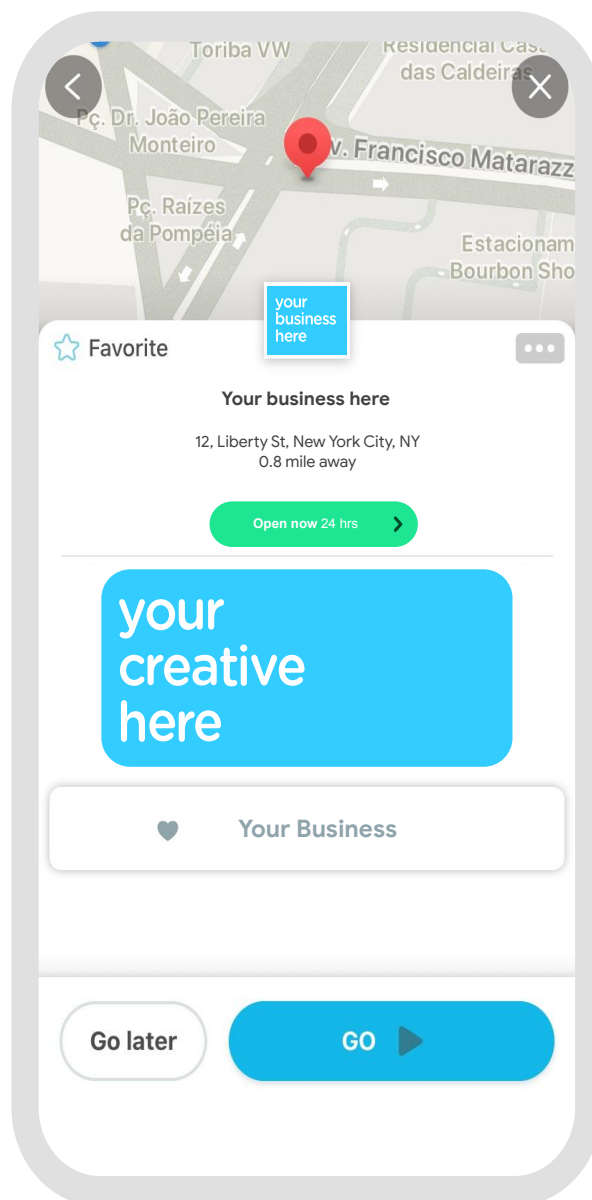 Toriba VW
Residencial Cas
das Caldeiras
Pç. Dr. João Pereira
Monteiro
v. Francisco Matarazz
Pç. Raízes
da Pompéia
Estacionam
Bourbon Sho
your
business
here
Favorite
Your business here
12, Liberty St, New York City, NY
0.8 mile away
Open now 24 hrs
your
creative
here
Your Business
Go later
GO